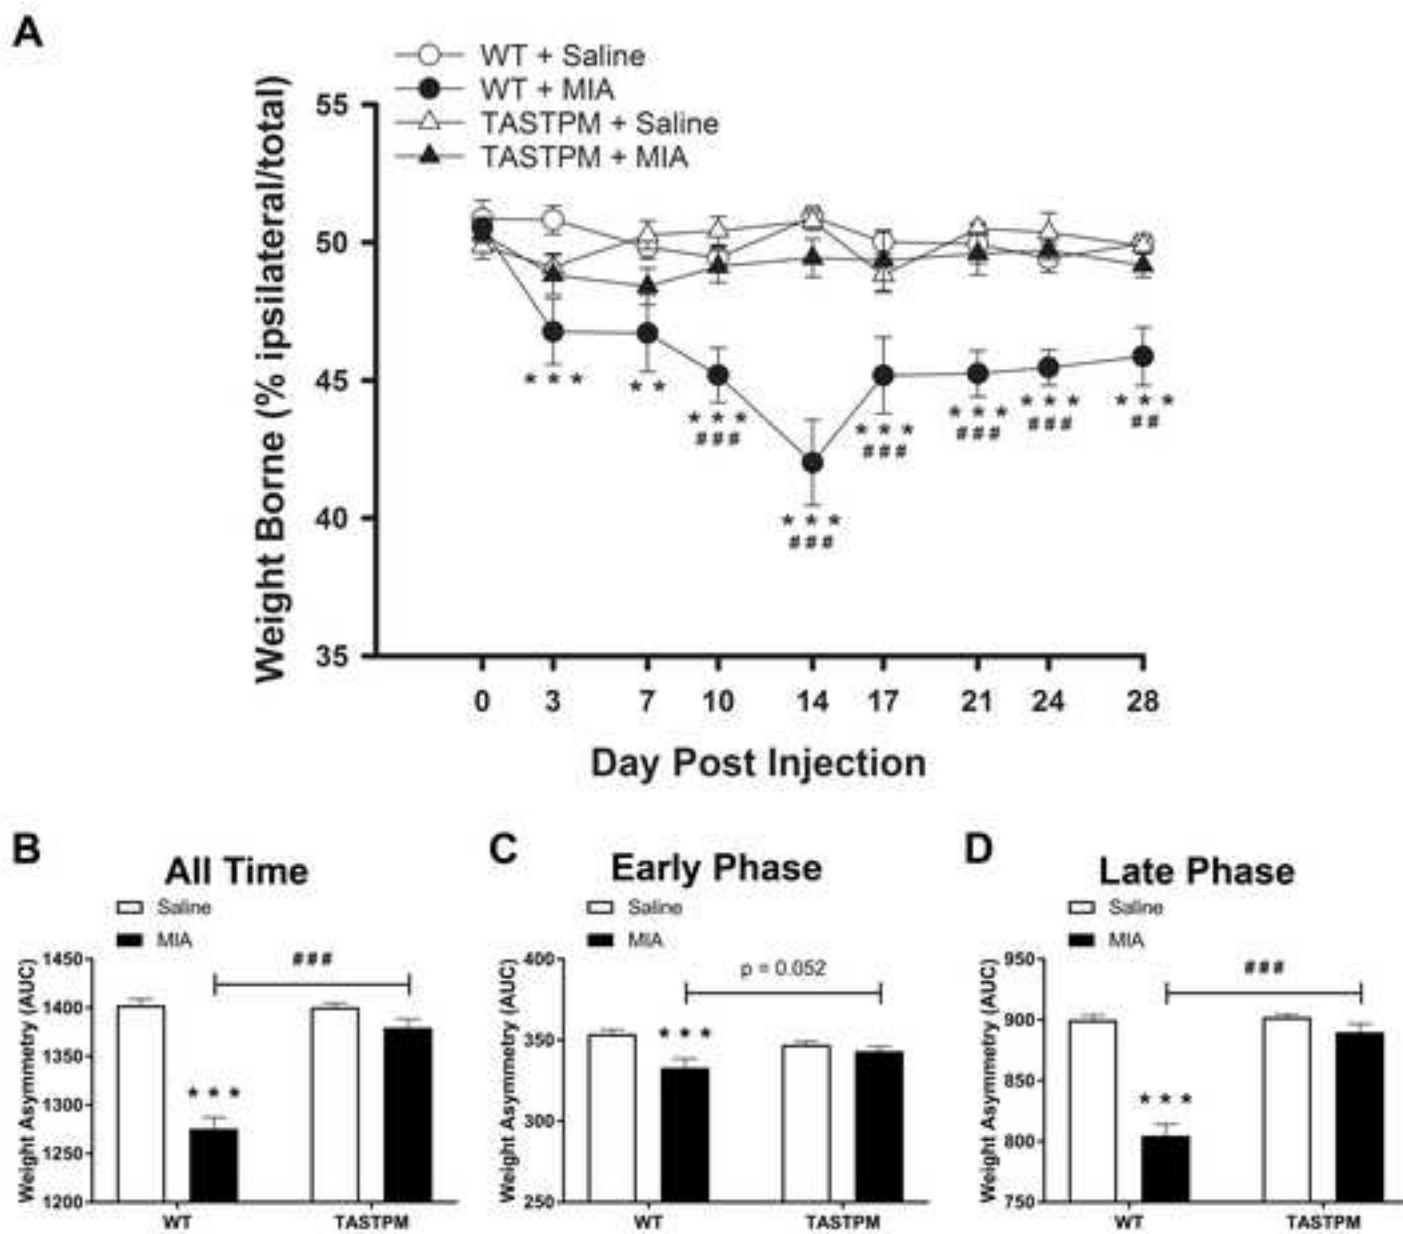 A
WT + Saline
WT + MIA
TASTPM + Saline
TASTPM + MIA
Weight Borne (% ipsilateral/total)
55
50
45
40
35
* * *
* *
* * *
###
* * *
###
* * *
###
* * *
###
* * *
###
* * *
##
0 3 7 10 14 17 21 24 28
Day Post Injection
B
All Time
Saline
MIA
Weight Asymmetry (AUC)
1450
1400
1350
1300
1250
1200
###
* * *
WT TASTPM
C
Early Phase
Saline
MIA
Weight Asymmetry (AUC)
400
350
300
250
p = 0.052
* * *
WT TASTPM
D
Late Phase
Saline
MIA
Weight Asymmetry (AUC)
950
900
850
800
750
###
* * *
WT TASTPM